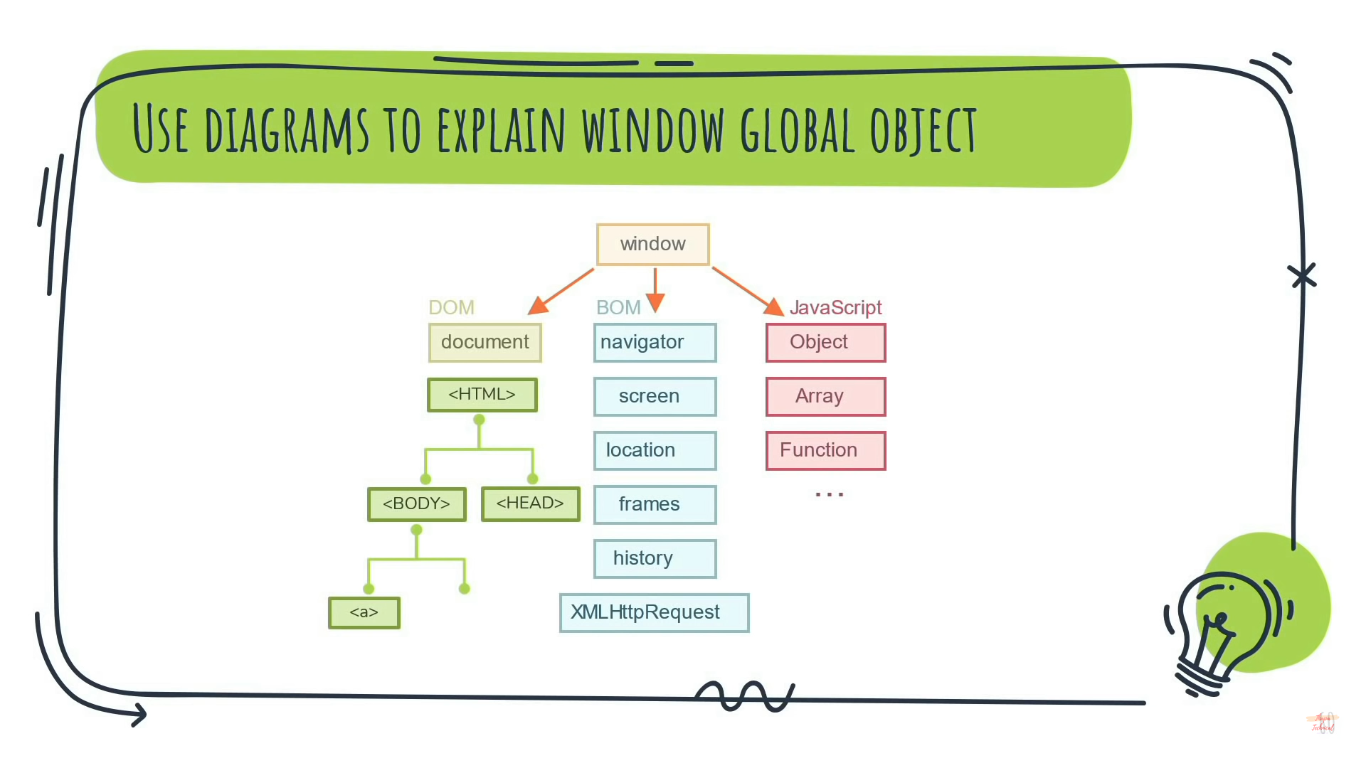 Use diagrams to explain window global object
window
DOM
BOM
JavaScript
document
navigator
Object
<HTML>
screen
Array
location
Function
<BODY>
<HEAD>
frames
...
history
<a>
XMLHttpRequest